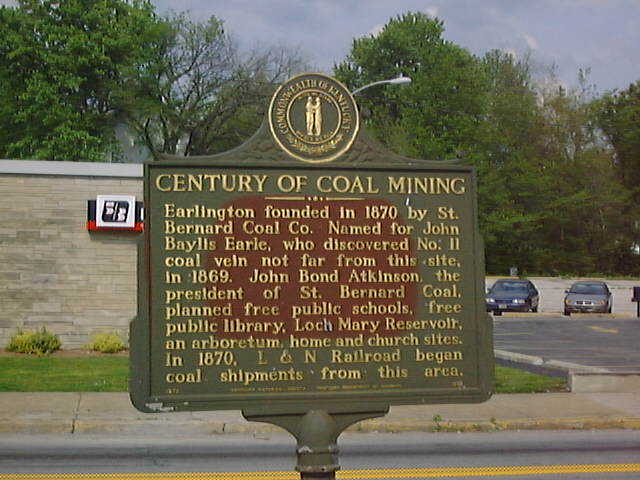 COMMONWEALTH OF KENTUCKY
CENTURY OF COAL MINING
Earlington founded in 1870 by St.
Bernard Coal Co. Named for John
Baylis Earle, who discovered No. 11
coal vein not far from this site,
in 1869. John Bond Atkinson, the
president of St. Bernard Coal,
planned free public schools, free
public library, Loch Mary Reservoir,
an arboretum, home and church sites.
In 1870, L & N Railroad began
coal shipments from this area.